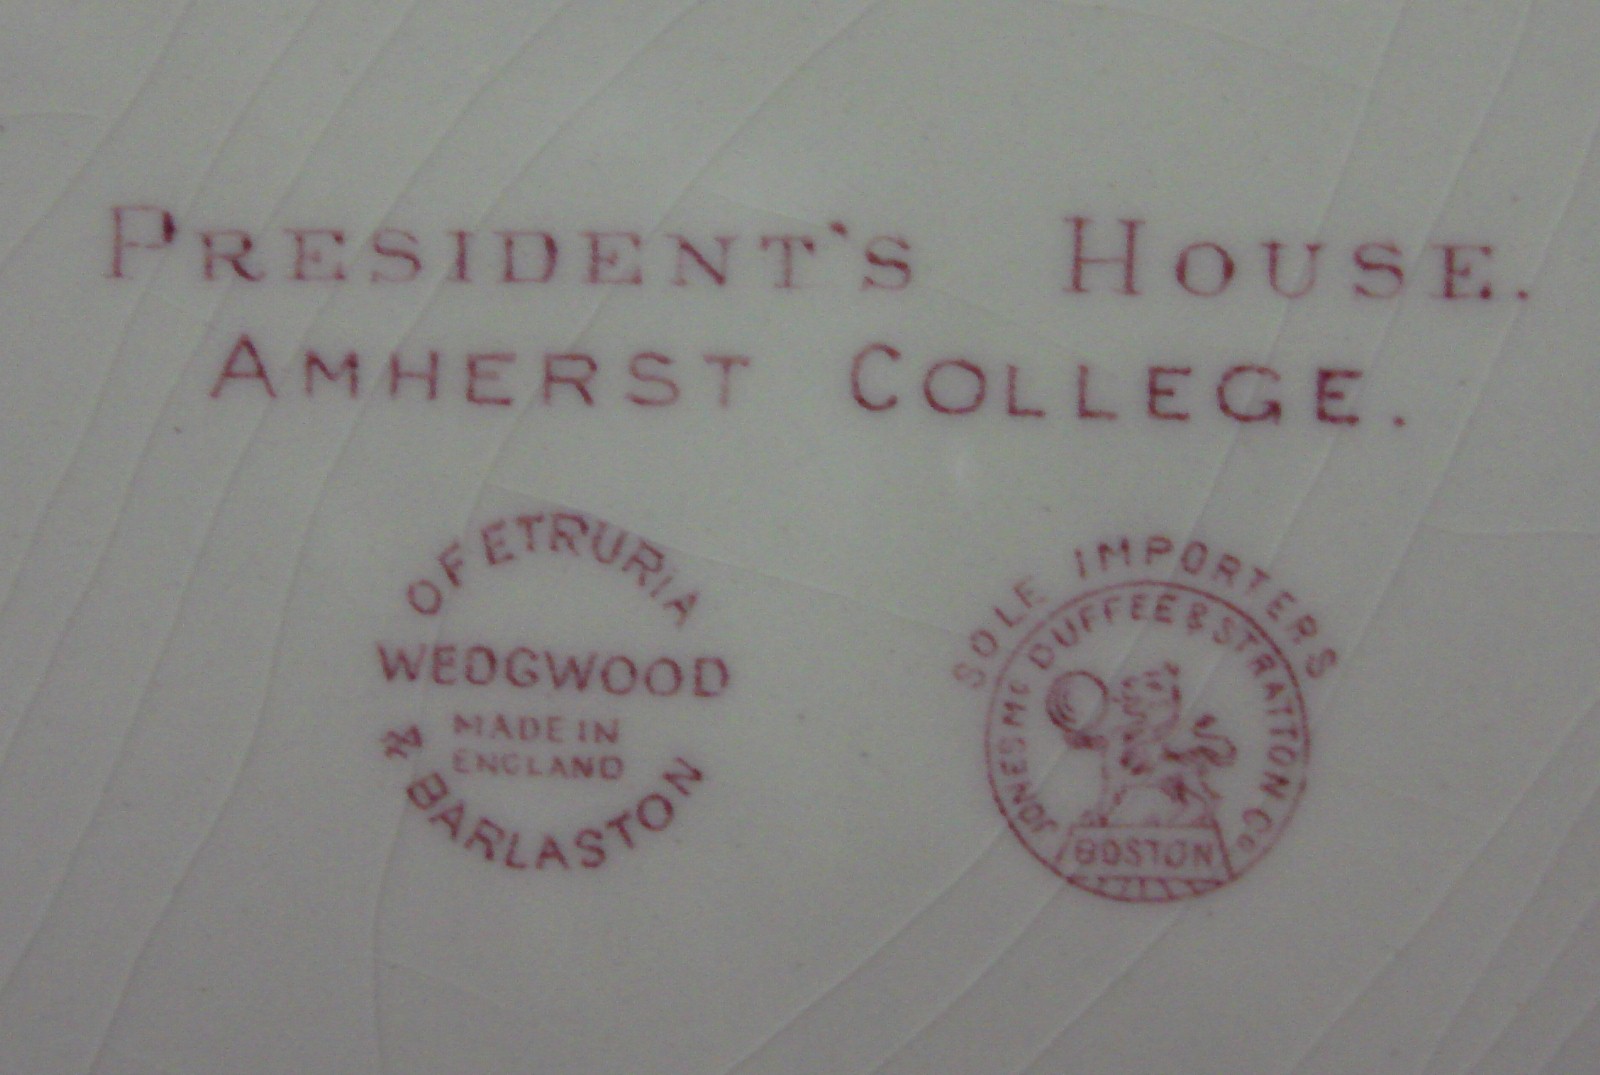 PRESIDENT'S HOUSE.
AMHERST COLLEGE.
OF ETRURIA
WEDGWOOD
MADE IN
ENGLAND
& BARLASTON
SOLE IMPORTERS
JONES Mc DUFFEE & STRATTON Co
BOSTON